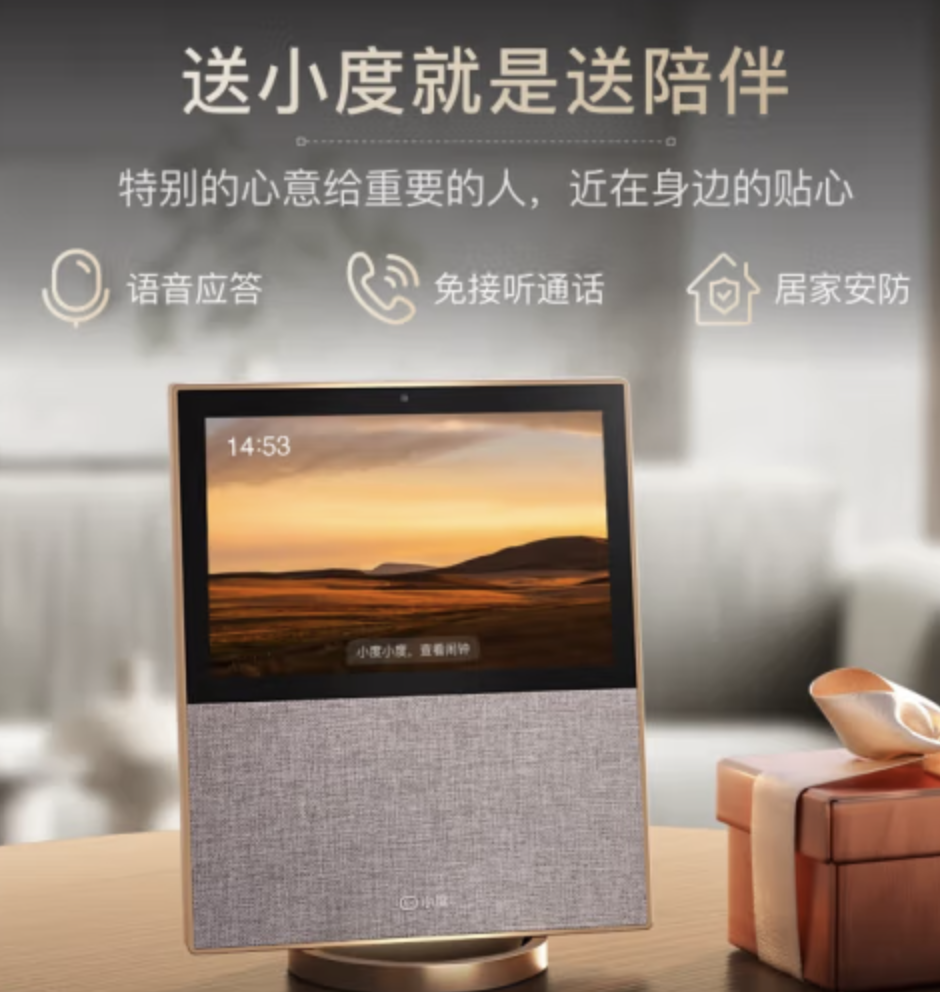 送小度就是送陪伴
特别的心意给重要的人，近在身边的贴心
语音应答 免接听通话 居家安防
14:53
小度小度，查看闹钟
小度